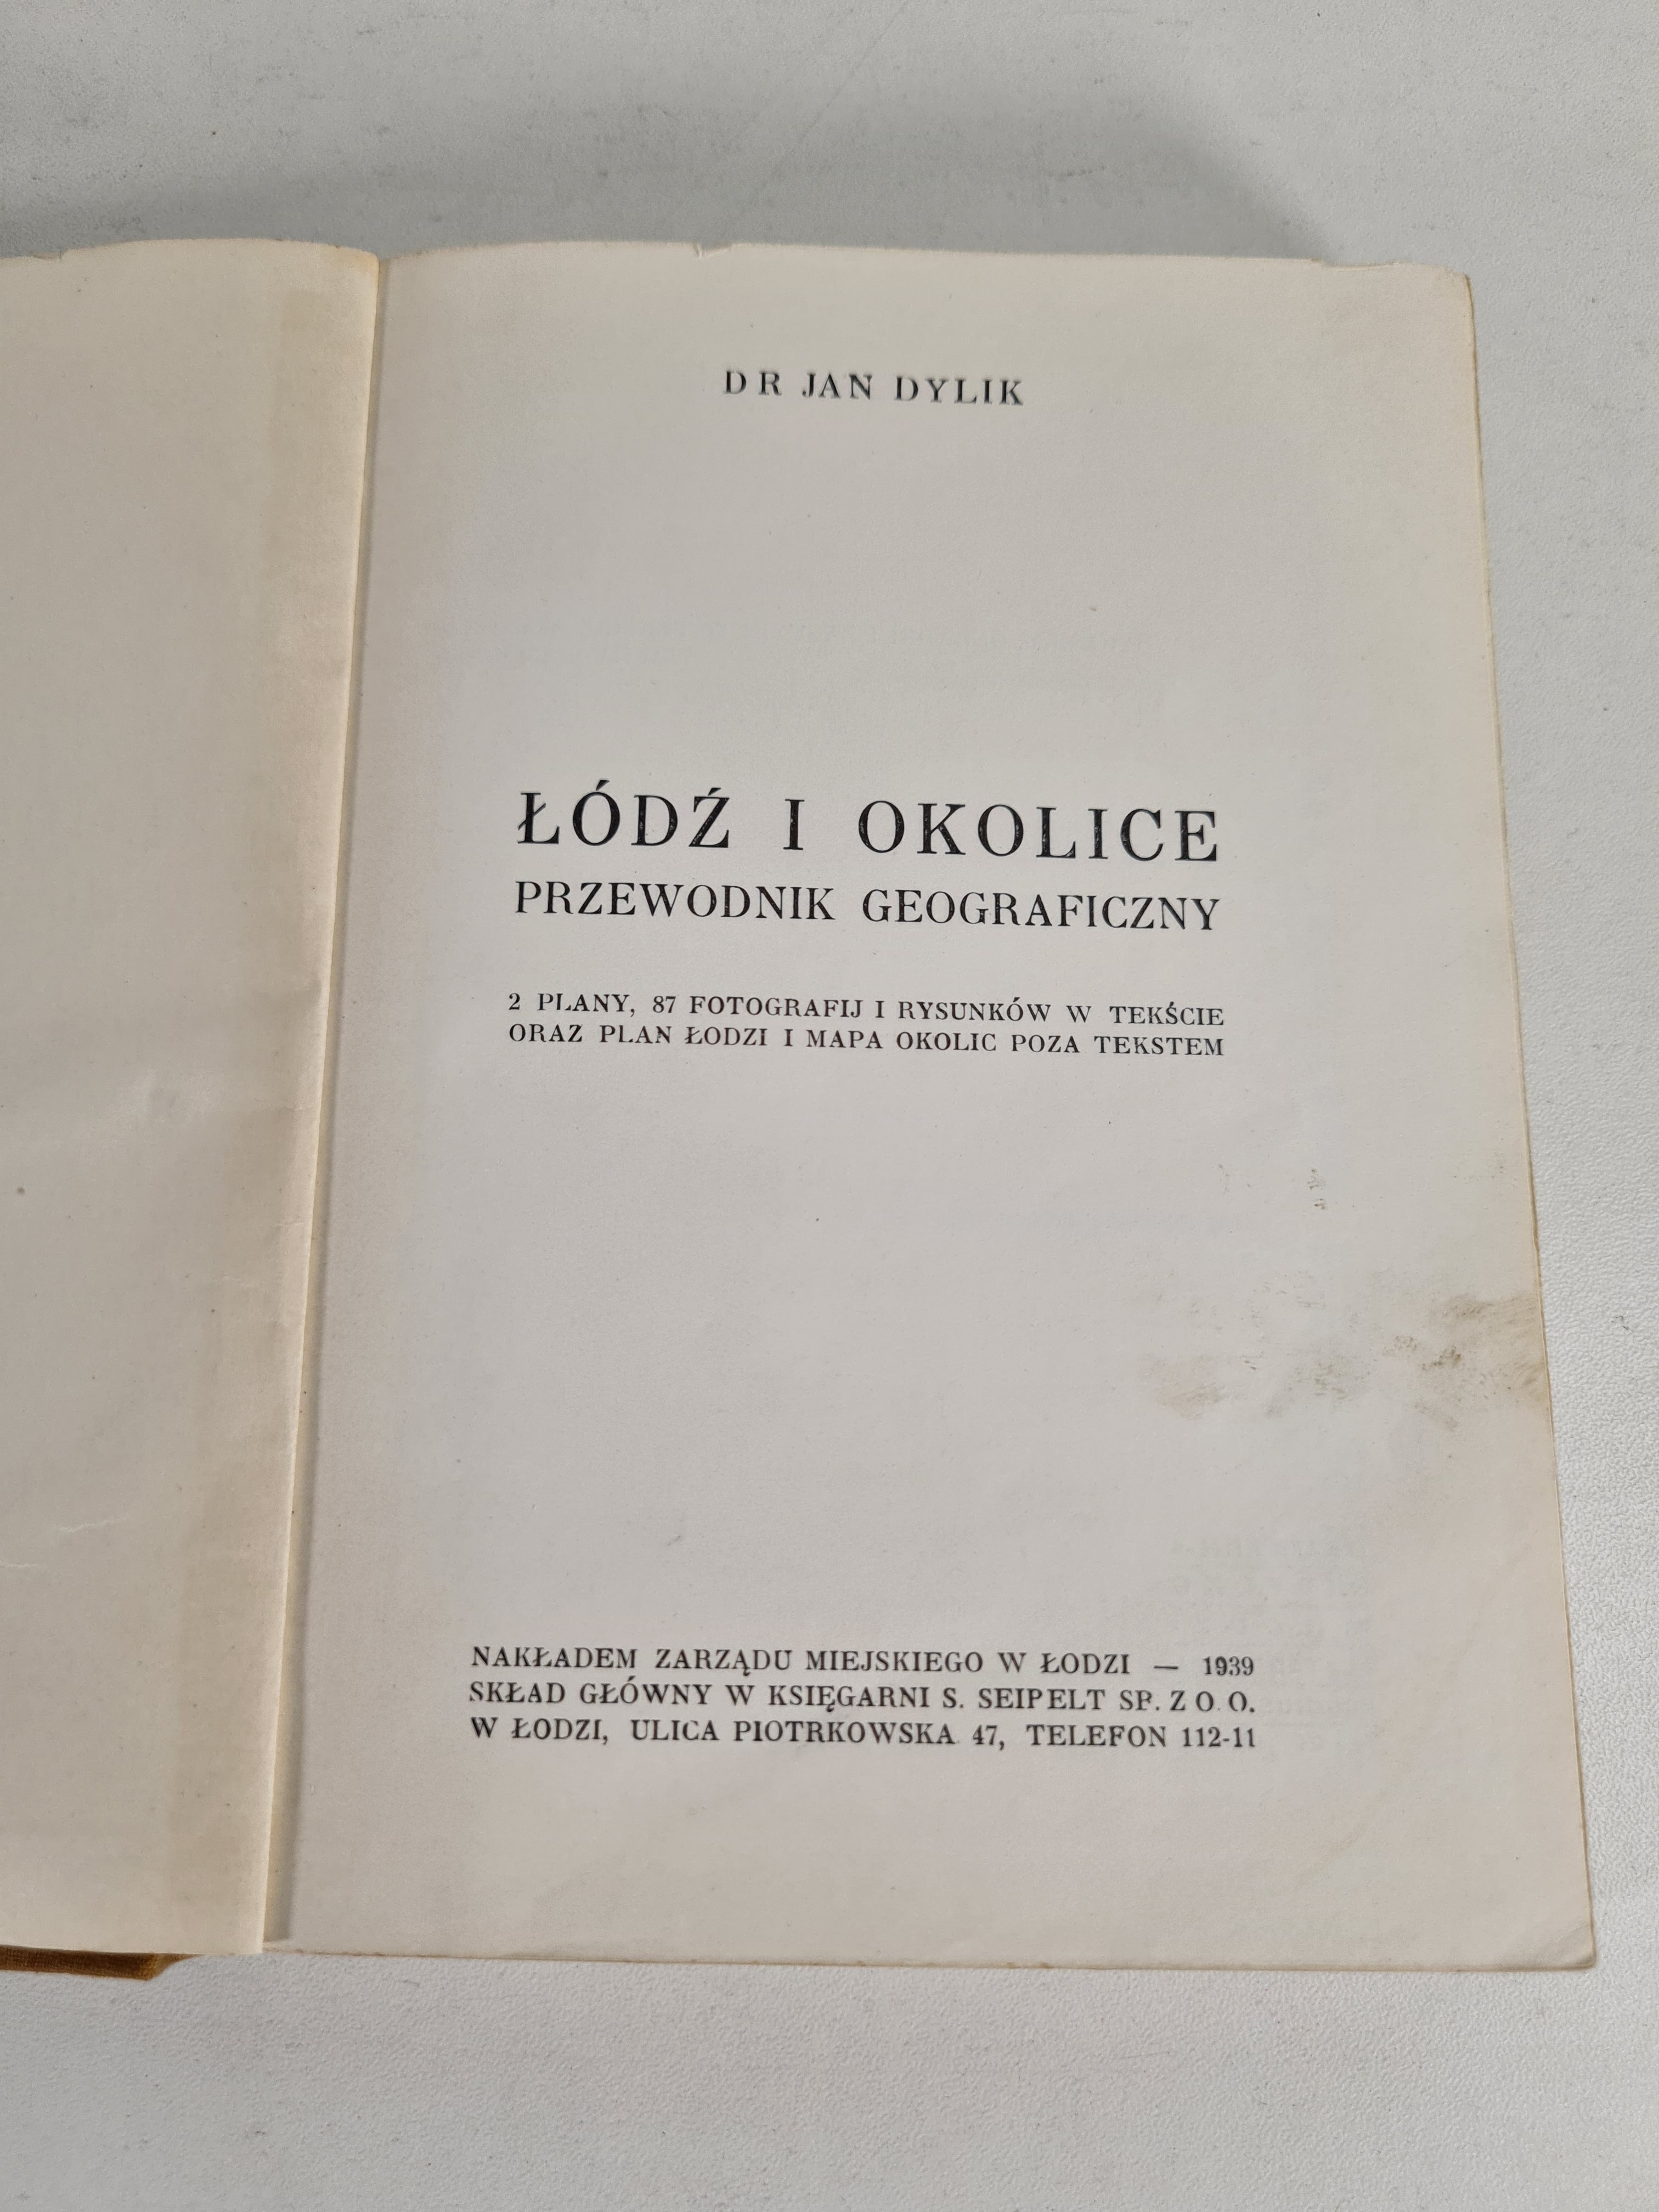 DR JAN DYLIK
ŁÓDŹ I OKOLICE
PRZEWODNIK GEOGRAFICZNY
2 PLANY, 87 FOTOGRAFIJ I RYSUNKÓW W TEKŚCIE
ORAZ PLAN ŁODZI I MAPA OKOLIC POZA TEKSTEM
NAKŁADEM ZARZĄDU MIEJSKIEGO W ŁODZI — 1939
SKŁAD GŁÓWNY W KSIĘGARNI S. SEIPELT SP. Z O. O.
W ŁODZI, ULICA PIOTRKOWSKA 47, TELEFON 112-11